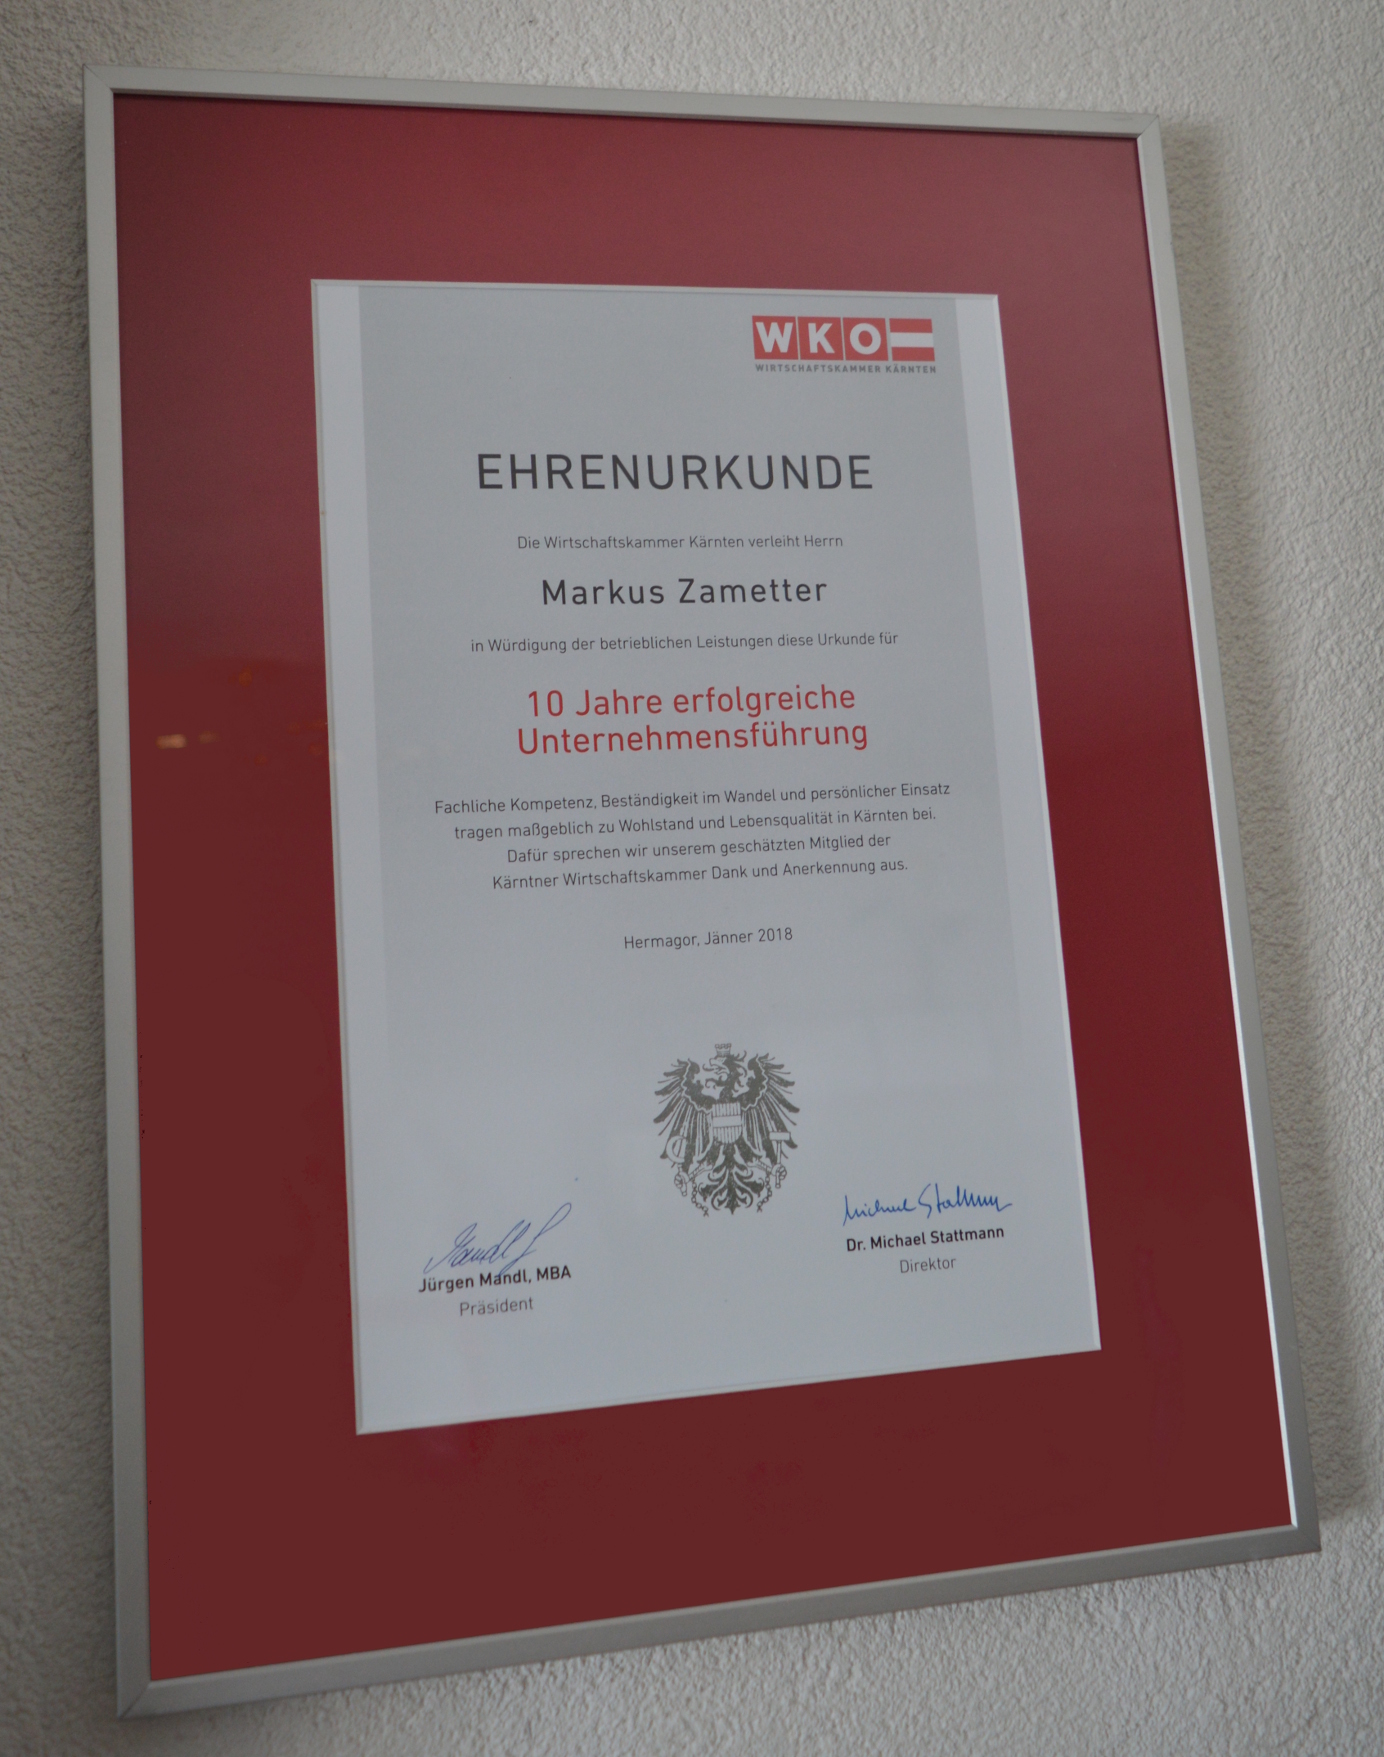 WKO
WIRTSCHAFTSKAMMER KÄRNTEN
EHRENURKUNDE
Die Wirtschaftskammer Kärnten verleiht Herrn
Markus Zametter
in Würdigung der betrieblichen Leistungen diese Urkunde für
10 Jahre erfolgreiche
Unternehmensführung
Fachliche Kompetenz, Beständigkeit im Wandel und persönlicher Einsatz
tragen maßgeblich zu Wohlstand und Lebensqualität in Kärnten bei.
Dafür sprechen wir unserem geschätzten Mitglied der
Kärntner Wirtschaftskammer Dank und Anerkennung aus.
Hermagor, Jänner 2018
Mandl J
Jürgen Mandl, MBA
Präsident
Michael Stattmann
Dr. Michael Stattmann
Direktor